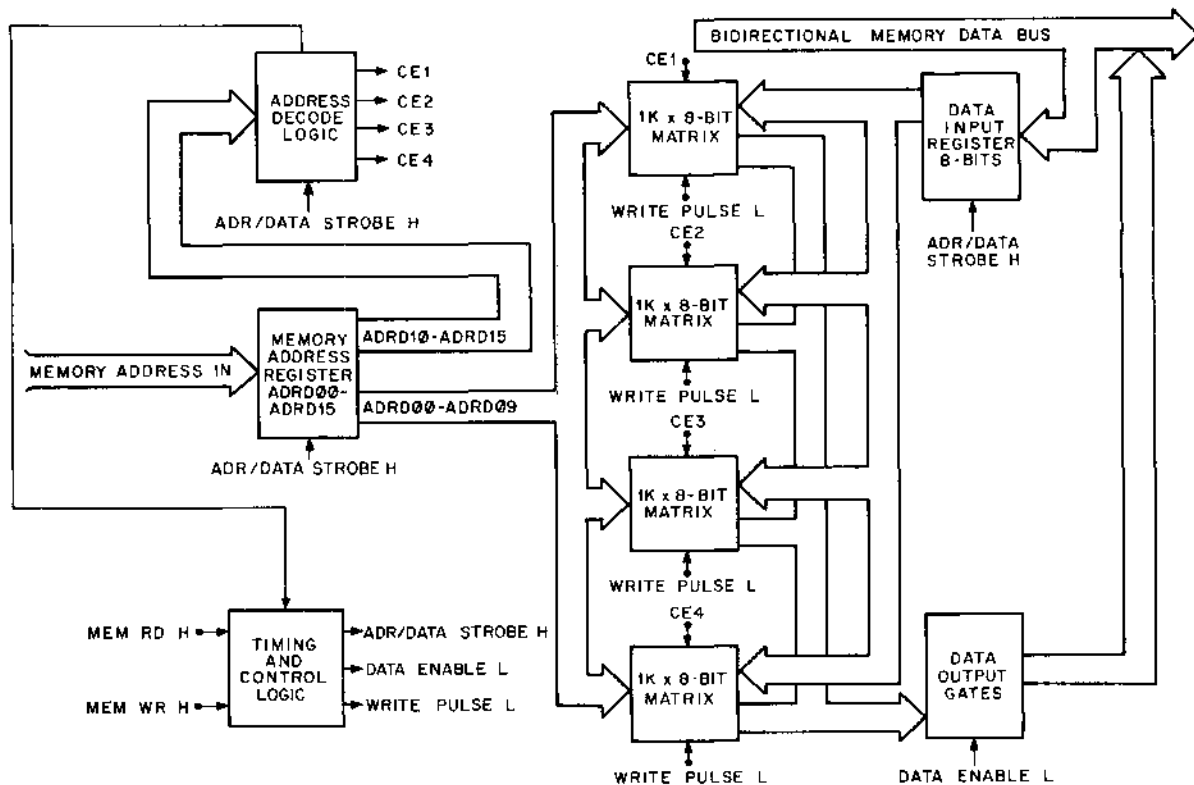 BIDIRECTIONAL MEMORY DATA BUS
ADDRESS
DECODE
LOGIC
CE1
CE2
CE3
CE4
ADR/DATA STROBE H
MEMORY ADDRESS IN
MEMORY
ADDRESS
REGISTER
ADRD00-
ADRD15
ADRD10-ADRD15
ADRD00-ADRD09
ADR/DATA STROBE H
MEM RD H
MEM WR H
TIMING
AND
CONTROL
LOGIC
ADR/DATA STROBE H
DATA ENABLE L
WRITE PULSE L
CE1
1K x 8-BIT
MATRIX
WRITE PULSE L
CE2
1K x 8-BIT
MATRIX
WRITE PULSE L
CE3
1K x 8-BIT
MATRIX
WRITE PULSE L
CE4
1K x 8-BIT
MATRIX
WRITE PULSE L
DATA
INPUT
REGISTER
8-BITS
ADR/DATA
STROBE H
DATA
OUTPUT
GATES
DATA ENABLE L